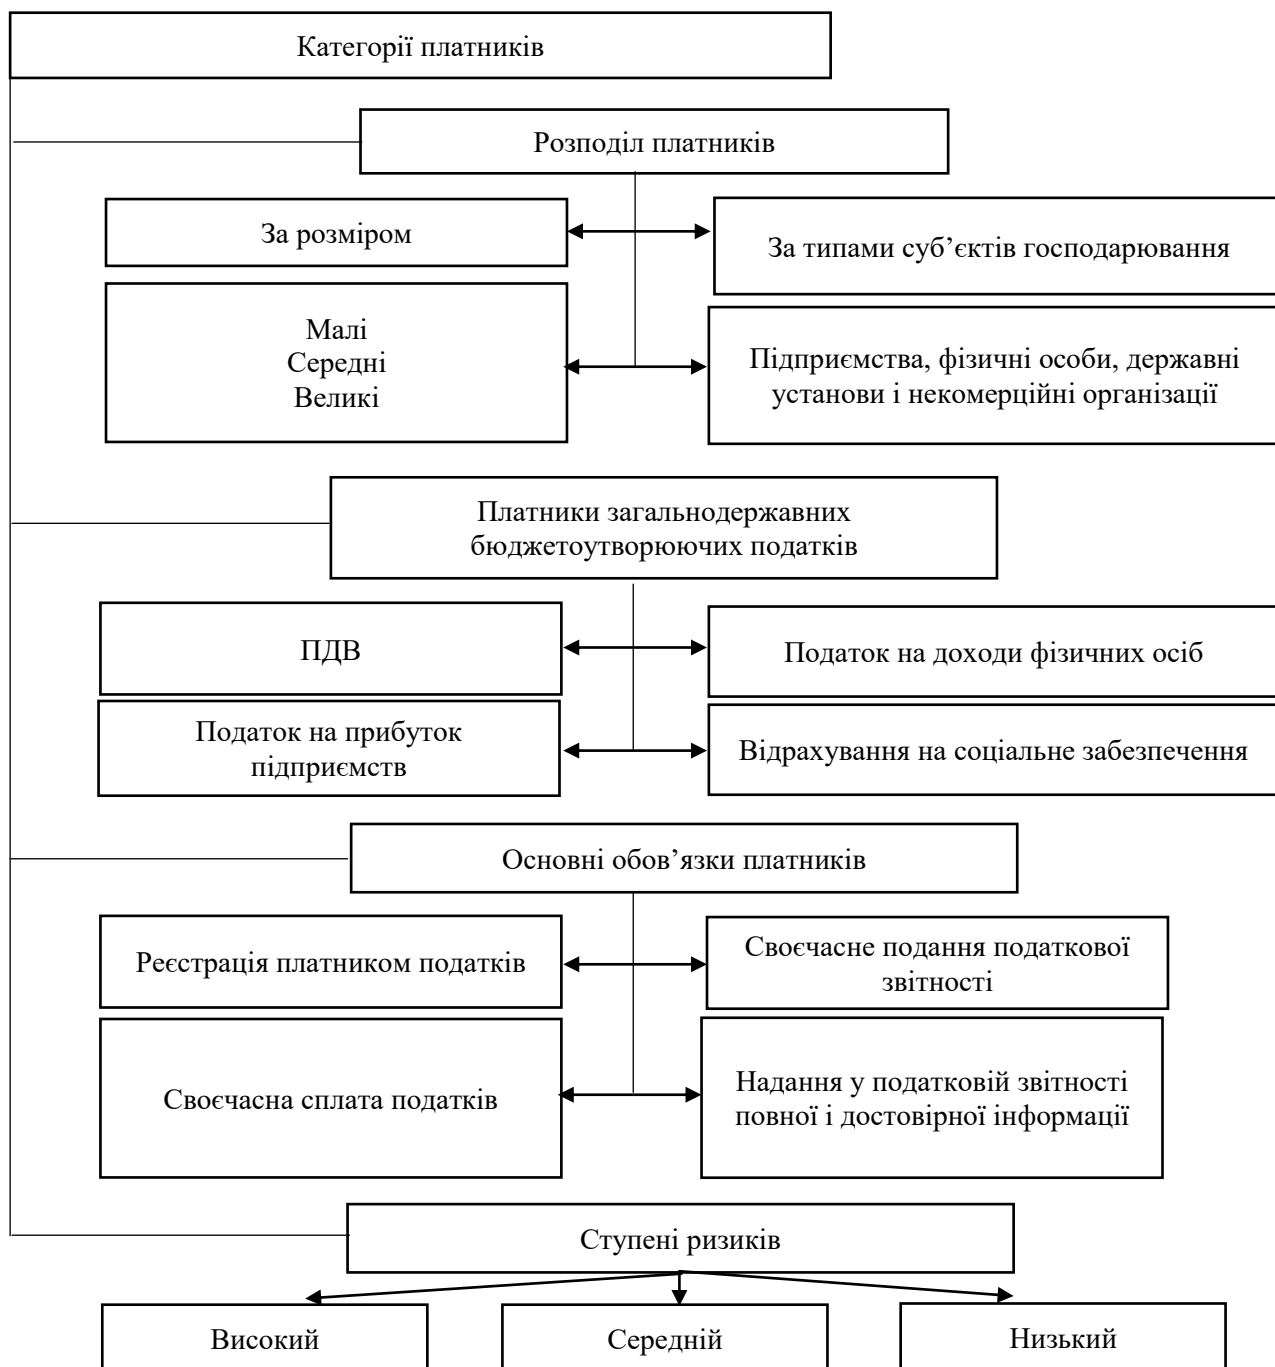 Категорії платників
Розподіл платників
За розміром
За типами суб’єктів господарювання
Малі
Середні
Великі
Підприємства, фізичні особи, державні
установи і некомерційні організації
Платники загальнодержавних
бюджетоутворюючих податків
ПДВ
Податок на доходи фізичних осіб
Податок на прибуток
підприємств
Відрахування на соціальне забезпечення
Основні обов’язки платників
Реєстрація платником податків
Своєчасне подання податкової
звітності
Своєчасна сплата податків
Надання у податковій звітності
повної і достовірної інформації
Ступені ризиків
Високий
Середній
Низький